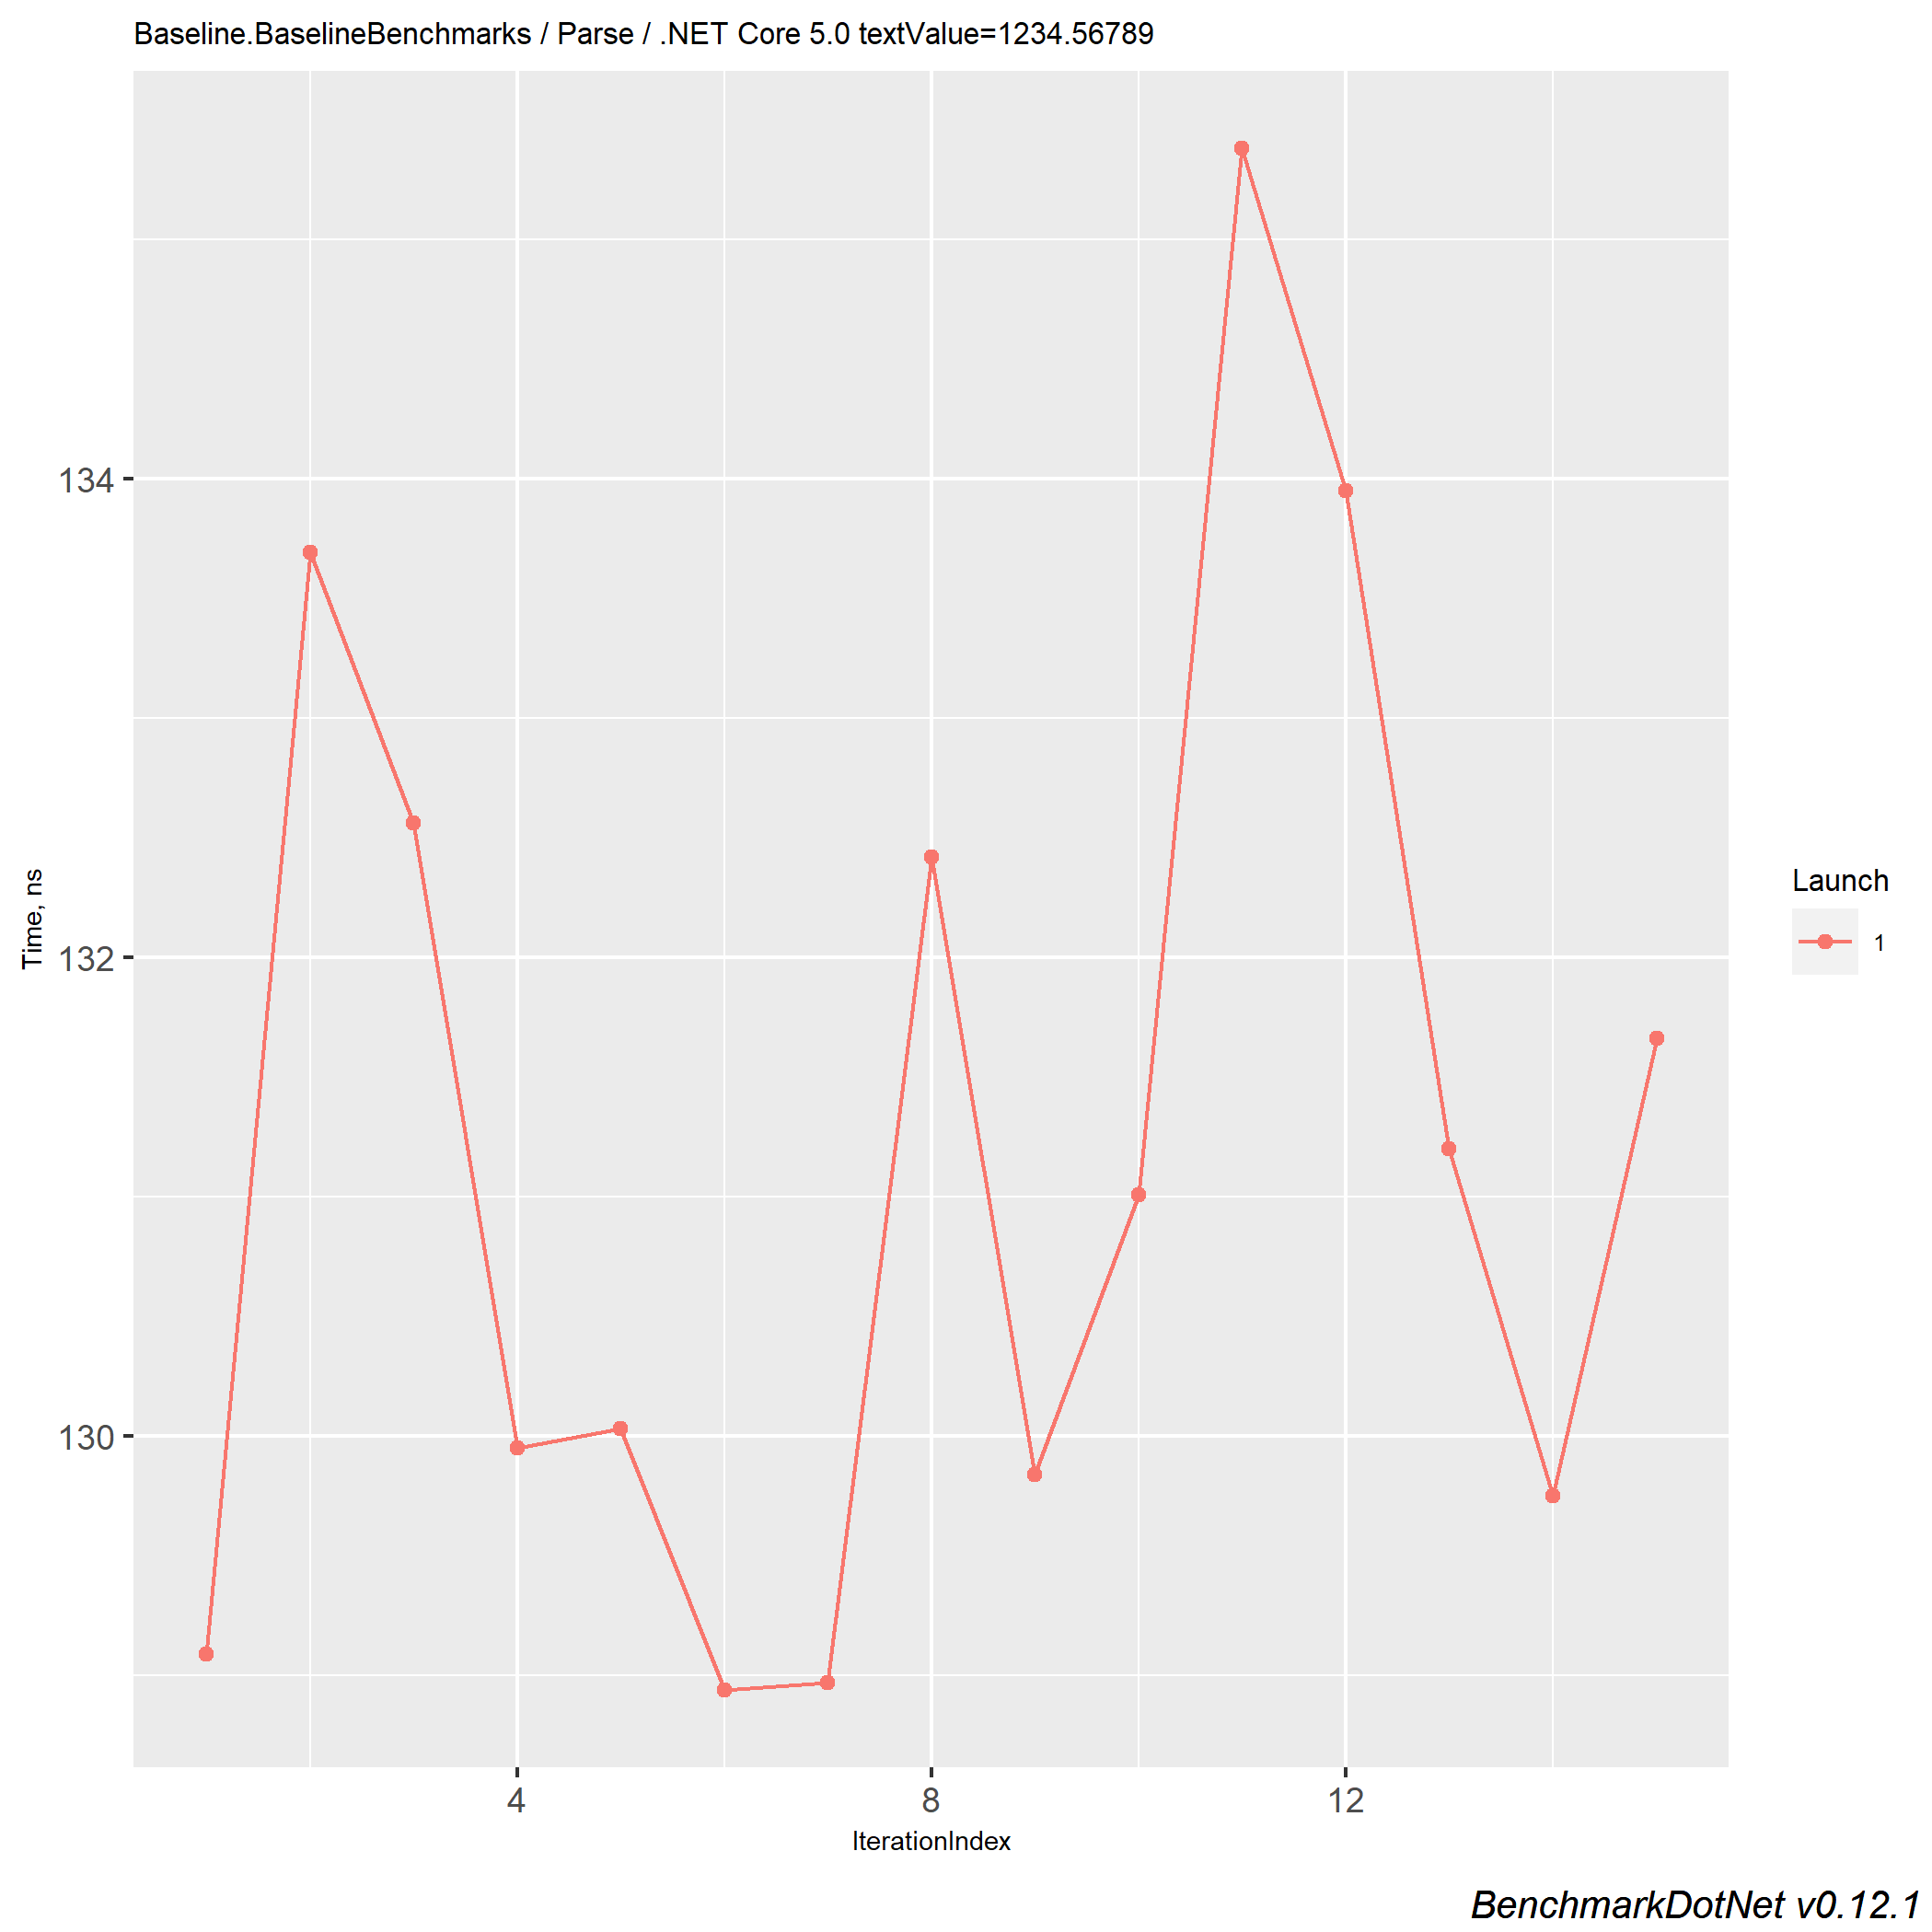 Baseline.BaselineBenchmarks / Parse / .NET Core 5.0 textValue=1234.56789
134
132
130
Time, ns
4 8 12
IterationIndex
Launch
1
BenchmarkDotNet v0.12.1